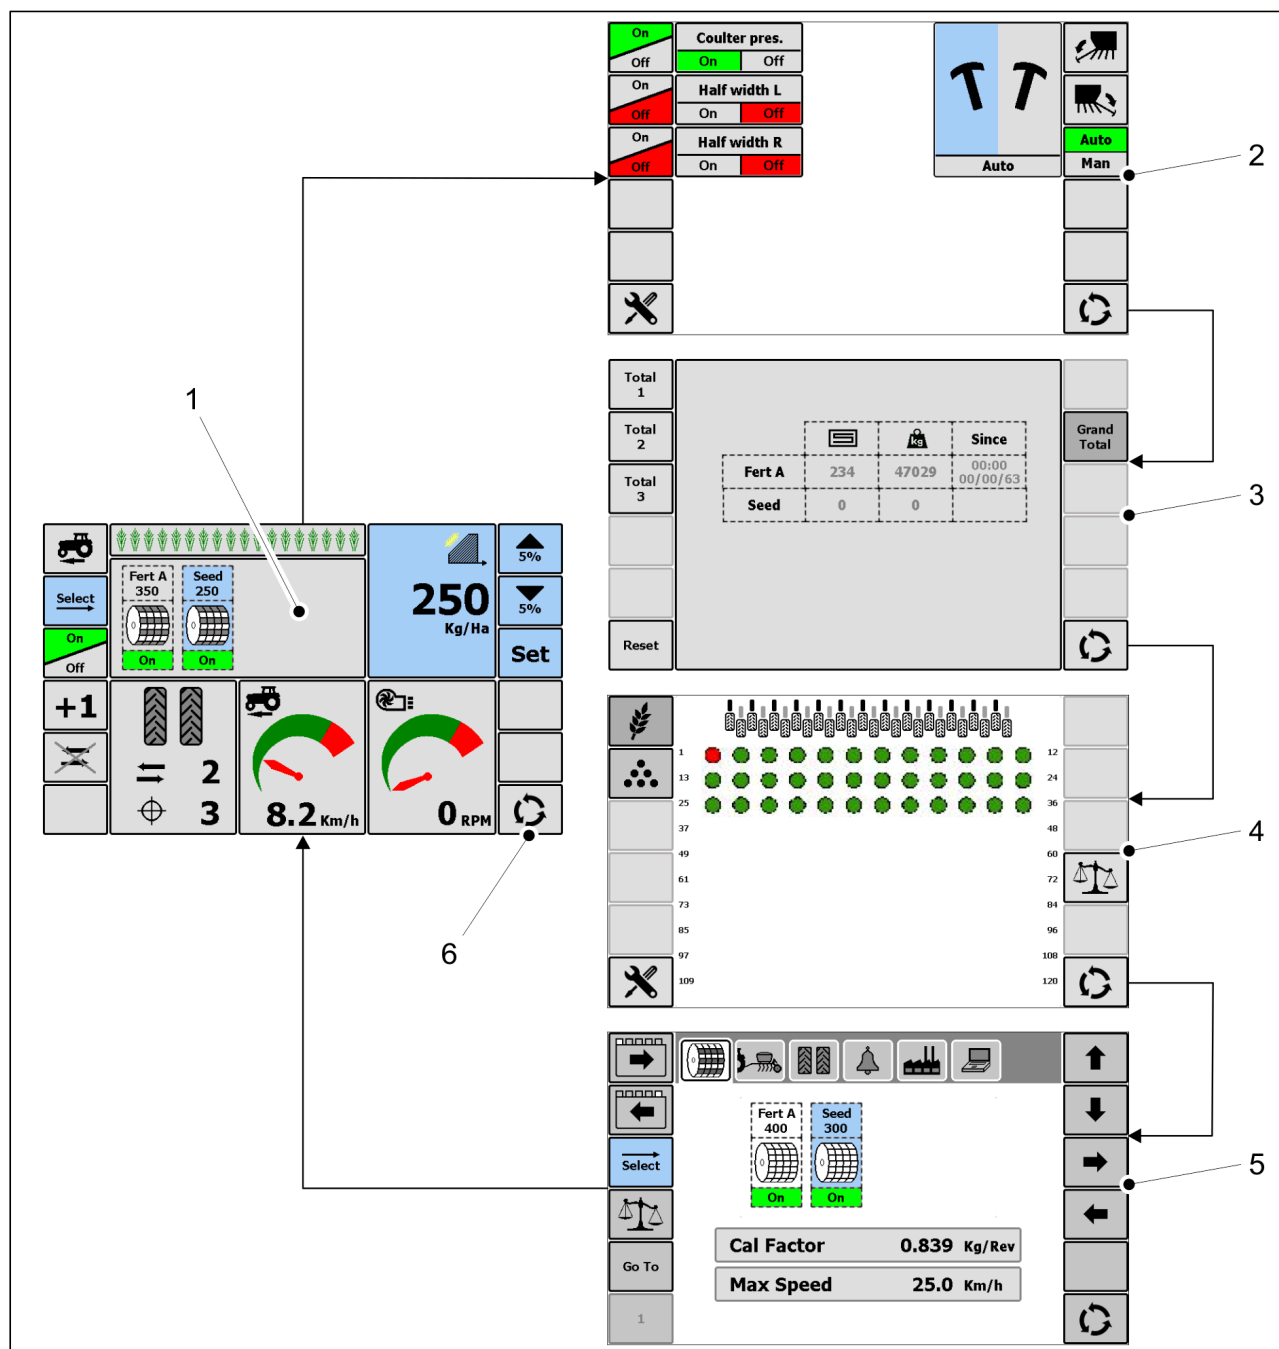 On
Off
Coulter pres.
On Off
On
Off
Half width L
On Off
On
Off
Half width R
On Off
Auto
Auto
Man
2
Total
1
Total
2
Total
3
Reset
Since
kg
Fert A 234 47029 00:00
00/00/63
Seed 0 0
Grand
Total
3
1
Select
On
Off
+1
Fert A
350
On
Seed
250
On
250
Kg/Ha
5%
5%
Set
2
3
8.2 Km/h
0 RPM
6
1 12
13 24
25 36
37 48
49 60
61 72
73 84
85 96
97 108
109 120
4
Select
Go To
1
Fert A
400
On
Seed
300
On
Cal Factor 0.839 Kg/Rev
Max Speed 25.0 Km/h
5